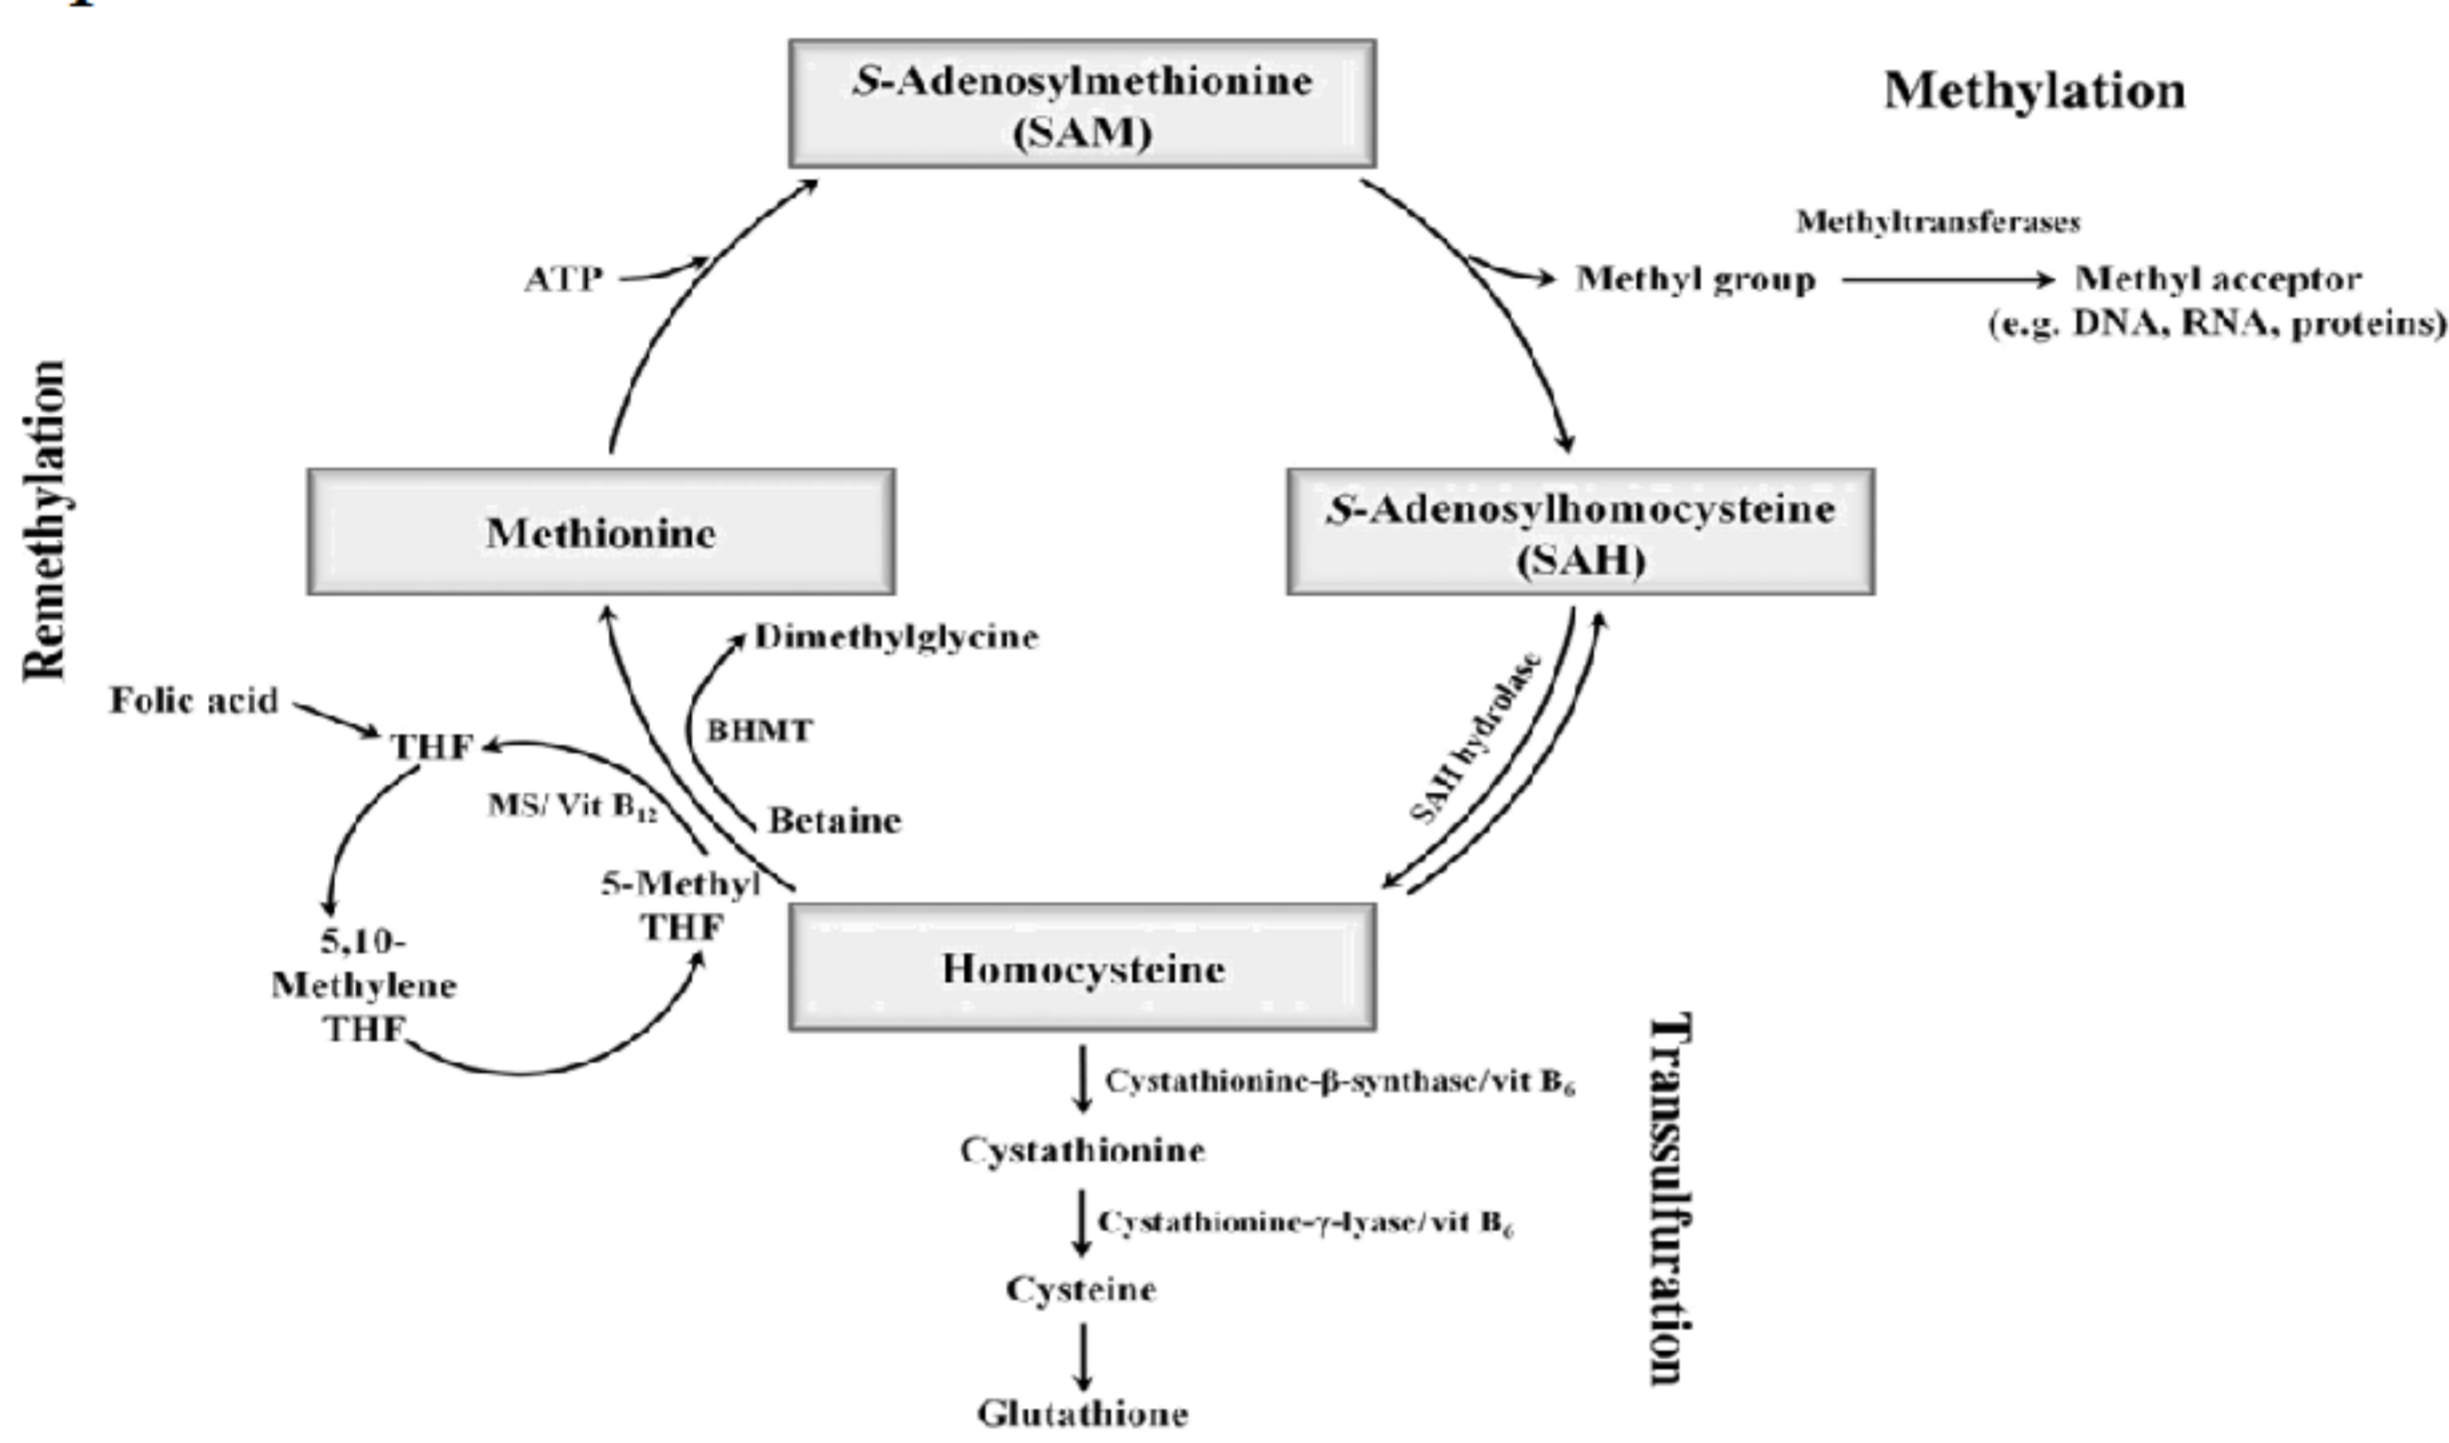 S-Adenosylmethionine
(SAM)
Methylation
Methyltransferases
ATP
Methyl group
Methyl acceptor
(e.g. DNA, RNA, proteins)
Remethylation
Methionine
S-Adenosylhomocysteine
(SAH)
Dimethylglycine
Folic acid
BHMT
THF
SAH hydrolase
MS/ Vit B₁₂
Betaine
5-Methyl
THF
5,10-
Methylene
THF
Homocysteine
Cystathionine-β-synthase/vit B₆
Cystathionine
Cystathionine-γ-lyase/vit B₆
Transsulfuration
Cysteine
Glutathione